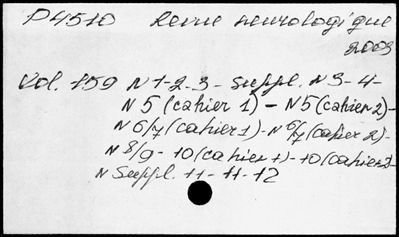 P4510 Revue neurologique
2003
Vol. 159 N 1-2-3- Suppl. N 3-4-
N 5 (cahier 1) - N 5 (cahier 2)-
N 6/7 (cahier 1)- N 6/7 (cahier 2)-
N 8/9- 10 (cahier 1)- 10 (cahier 2)-
N Suppl. 11- 11- 12